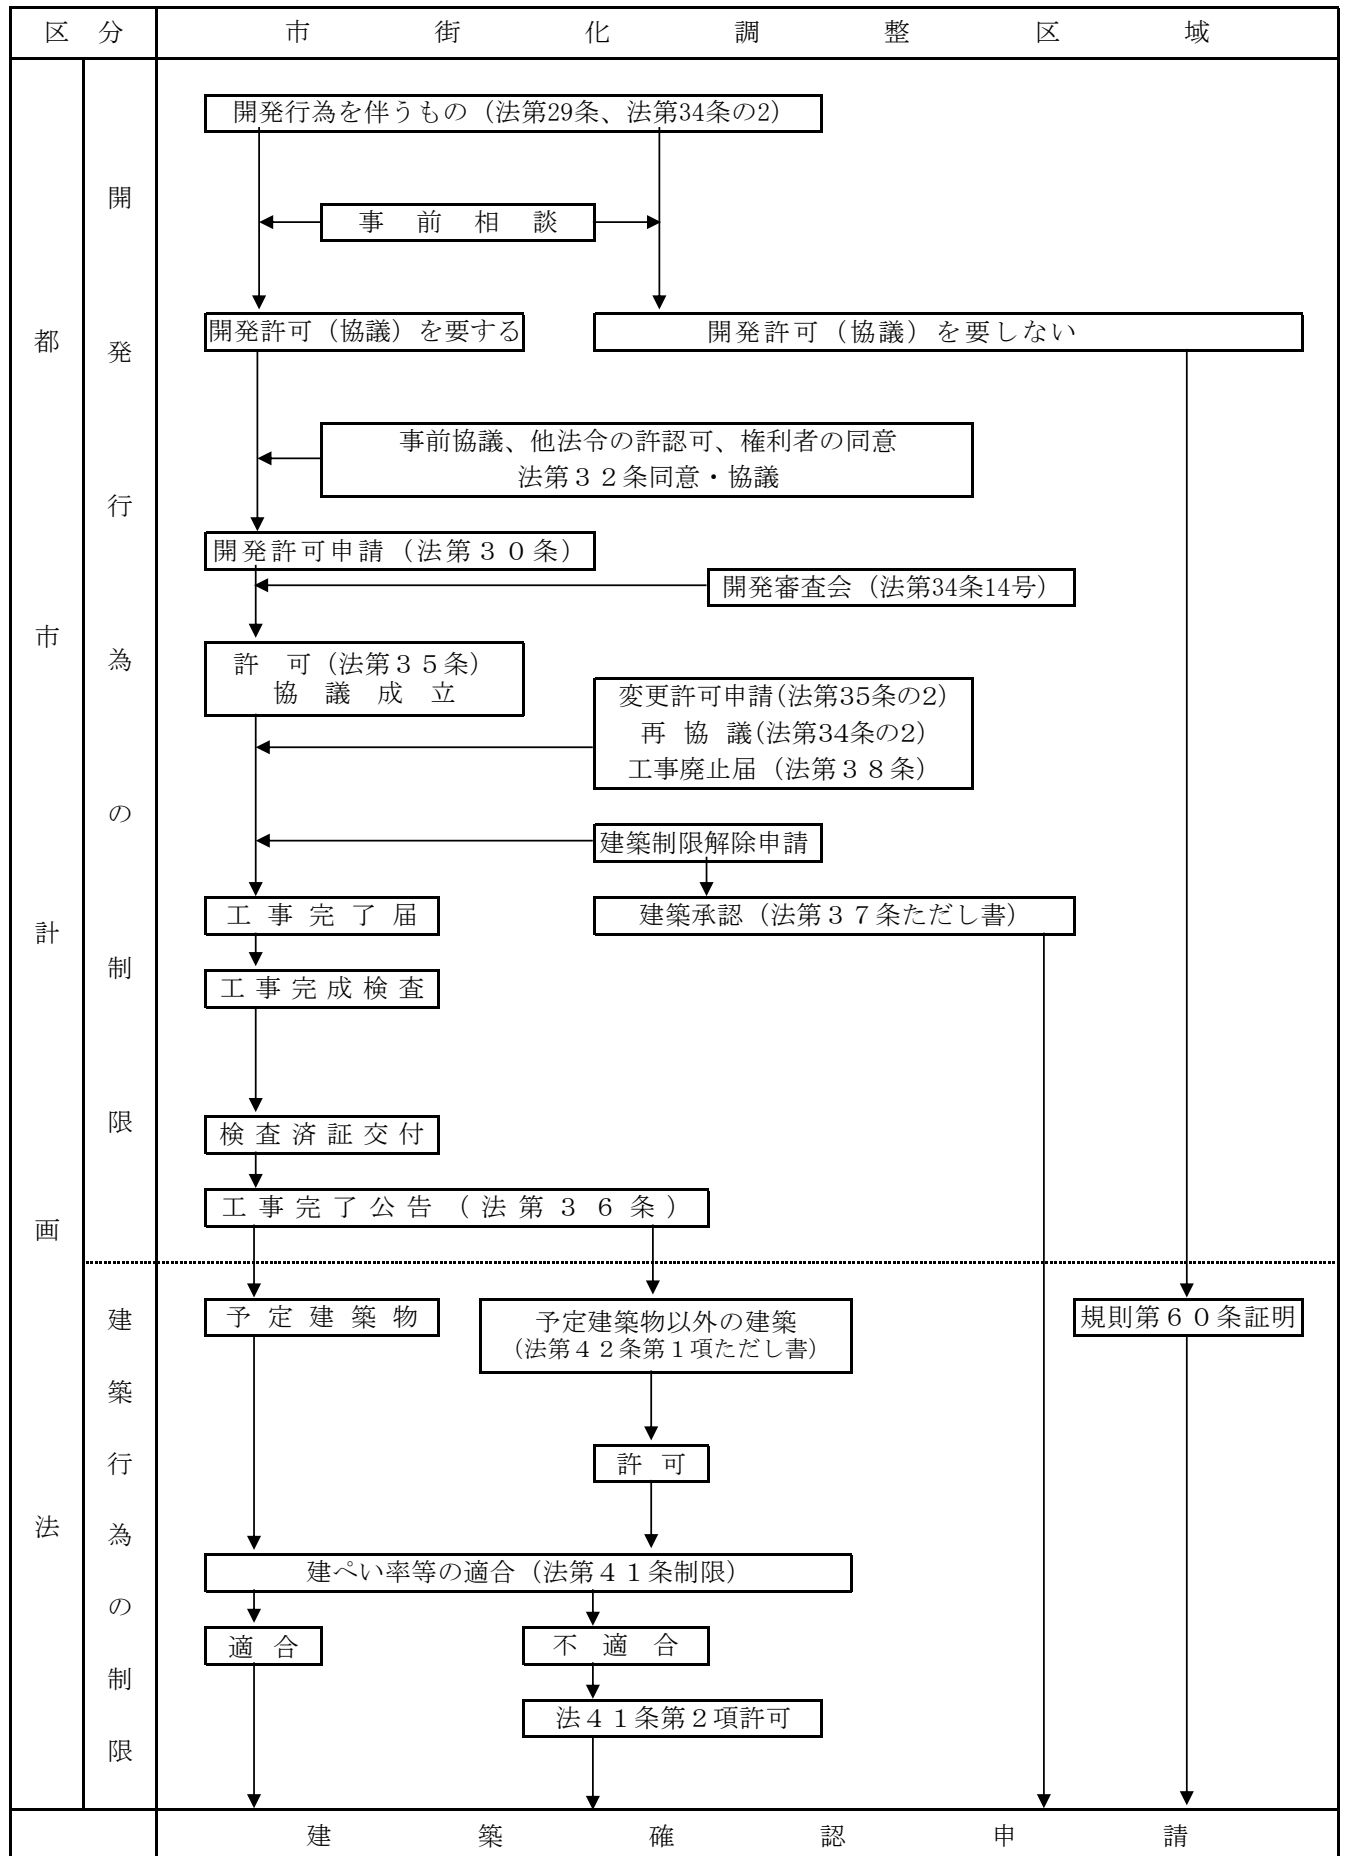 区 分
市 街 化 調 整 区 域
都 市 計 画 法
開 発 行 為 の 制 限
開発行為を伴うもの（法第29条、法第34条の2）
事 前 相 談
開発許可（協議）を要する
開発許可（協議）を要しない
事前協議、他法令の許認可、権利者の同意
法第３２条同意・協議
開発許可申請（法第３０条）
開発審査会（法第34条14号）
許 可（法第３５条）
協 議 成 立
変更許可申請(法第35条の2)
再 協 議(法第34条の2)
工事廃止届（法第３８条）
建築制限解除申請
工 事 完 了 届
建築承認（法第３７条ただし書）
工 事 完 成 検 査
検 査 済 証 交 付
工 事 完 了 公 告 （ 法 第 ３ ６ 条 ）
建 築 行 為 の 制 限
予 定 建 築 物
予定建築物以外の建築
（法第４２条第１項ただし書）
規則第６０条証明
許 可
建ぺい率等の適合（法第４１条制限）
適 合
不 適 合
法４１条第２項許可
建 築 確 認 申 請